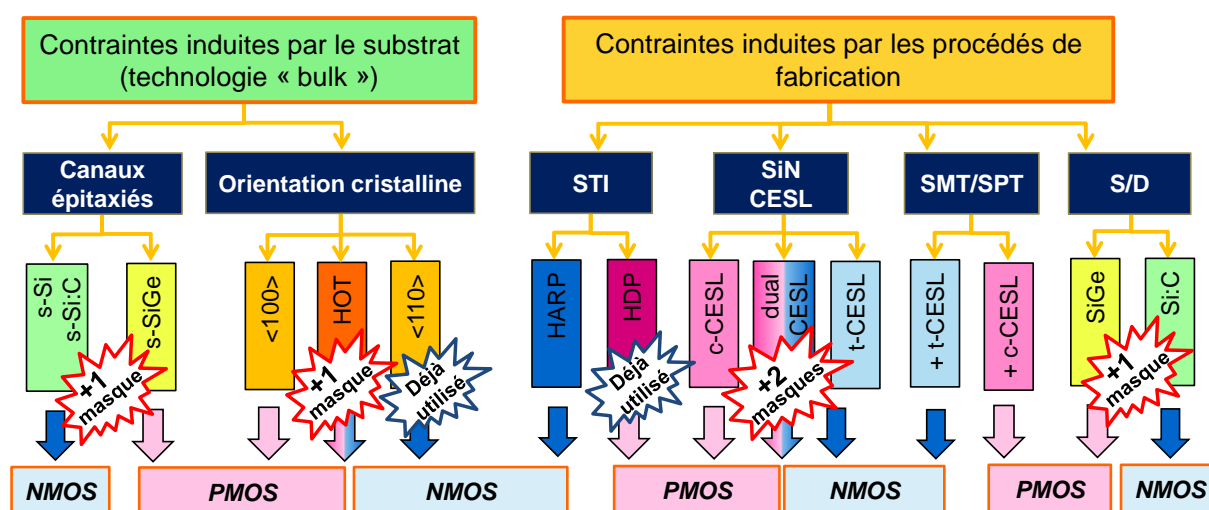 Contraintes induites par le substrat
(technologie « bulk »)
Contraintes induites par les procédés de
fabrication
Canaux
épitaxiés
Orientation cristalline
STI
SiN
CESL
SMT/SPT
S/D
s-Si
s-Si:C
s-SiGe
<100>
HOT
<110>
HARP
HDP
c-CESL
dual
CESL
t-CESL
+ t-CESL
+ c-CESL
SiGe
Si:C
+1
masque
+1
masque
Déjà
utilisé
Déjà
utilisé
+2
masques
+1
masque
NMOS
PMOS
NMOS
PMOS
NMOS
PMOS
NMOS